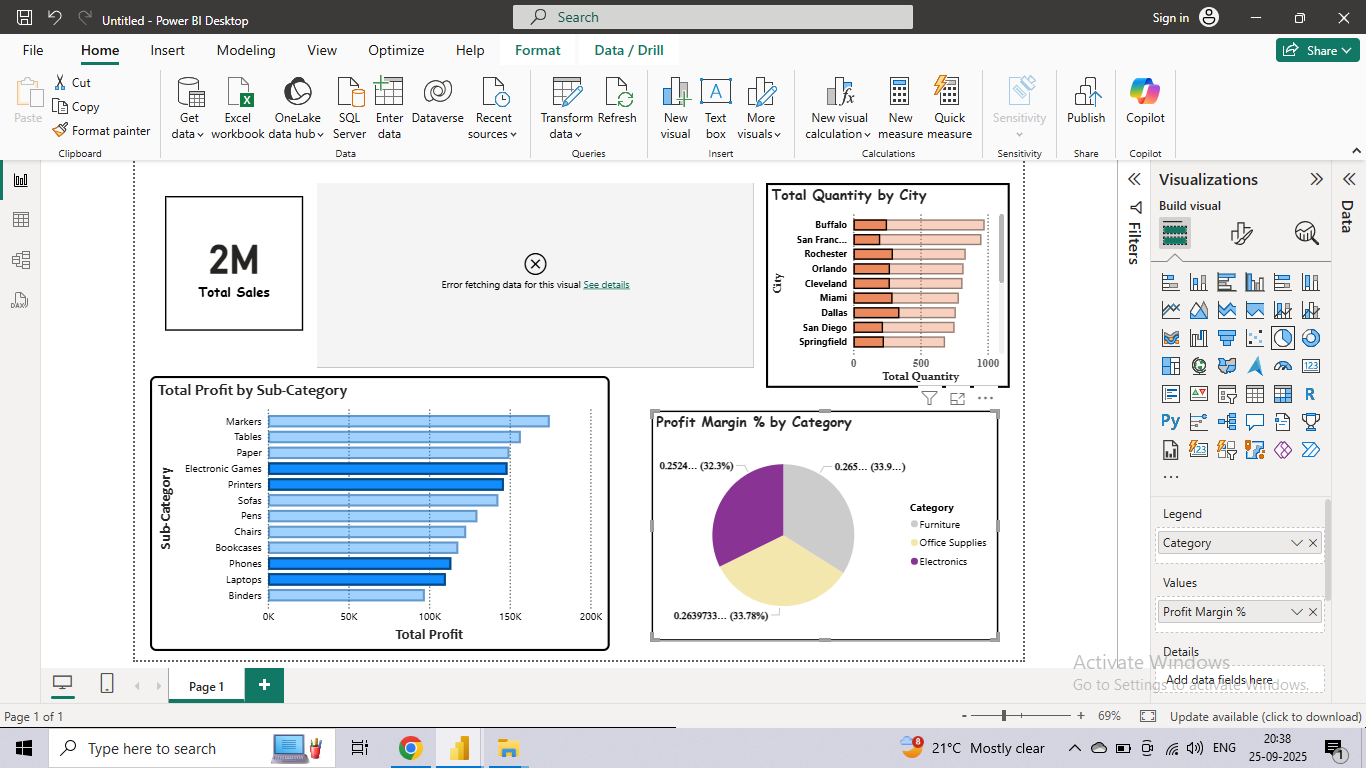 Untitled - Power BI Desktop
Search
Sign in
File Home Insert Modeling View Optimize Help Format Data / Drill
Share
Paste
Cut
Copy
Format painter
Clipboard
Get data
Excel workbook
OneLake data hub
SQL Server
Enter data
Dataverse
Recent sources
Data
Transform data
Refresh
Queries
New visual
Text box
More visuals
Insert
New visual calculation
New measure
Quick measure
Calculations
Sensitivity
Sensitivity
Publish
Share
Copilot
Copilot
2M
Total Sales
Error fetching data for this visual See details
Total Quantity by City
City
Buffalo
San Franc...
Rochester
Orlando
Cleveland
Miami
Dallas
San Diego
Springfield
0 500 1000
Total Quantity
Total Profit by Sub-Category
Sub-Category
Markers
Tables
Paper
Electronic Games
Printers
Sofas
Pens
Chairs
Bookcases
Phones
Laptops
Binders
0K 50K 100K 150K 200K
Total Profit
Profit Margin % by Category
0.2524... (32.3%)
0.265... (33.9...)
0.2639733... (33.78%)
Category
Furniture
Office Supplies
Electronics
Filters
Visualizations
Build visual
123
R
Py
...
Legend
Category
Values
Profit Margin %
Details
Add data fields here
Data
Activate Windows
Go to Settings to activate Windows.
DAX
Page 1
Page 1 of 1
- + 69%
Update available (click to download)
Type here to search
8
21°C Mostly clear
ENG
20:38
25-09-2025
1